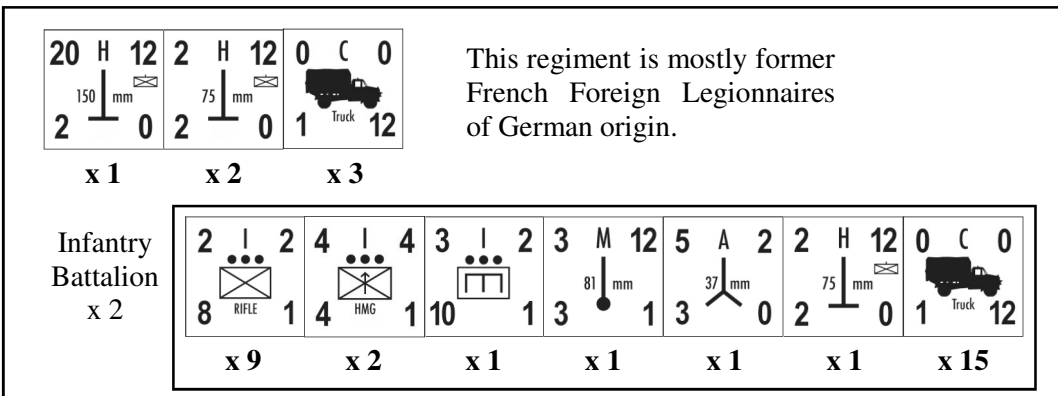 20 H 12 2 H 12 0 C 0
150 mm 75 mm Truck
2 0 2 0 1 12
x 1 x 2 x 3
This regiment is mostly former
French Foreign Legionnaires
of German origin.
Infantry
Battalion
x 2
2 I 2 4 I 4 3 I 2 3 M 12 5 A 2 2 H 12 0 C 0
81 mm 37 mm 75 mm
RIFLE HMG Truck
8 1 4 1 10 1 3 1 3 0 2 0 1 12
x 9 x 2 x 1 x 1 x 1 x 1 x 15